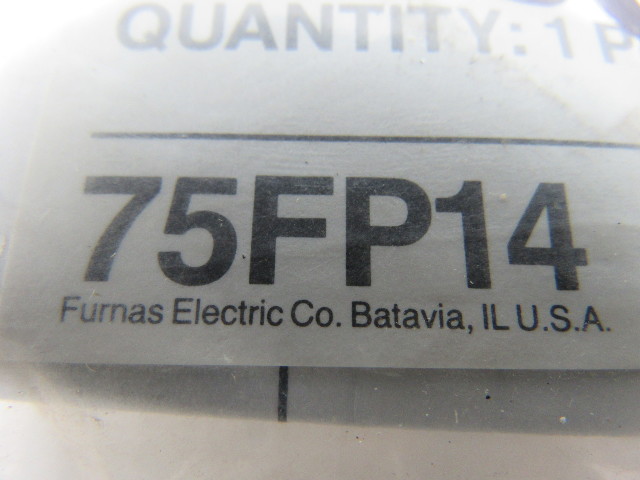 QUANTITY: 1
75FP14
Furnas Electric Co. Batavia, IL U.S.A.